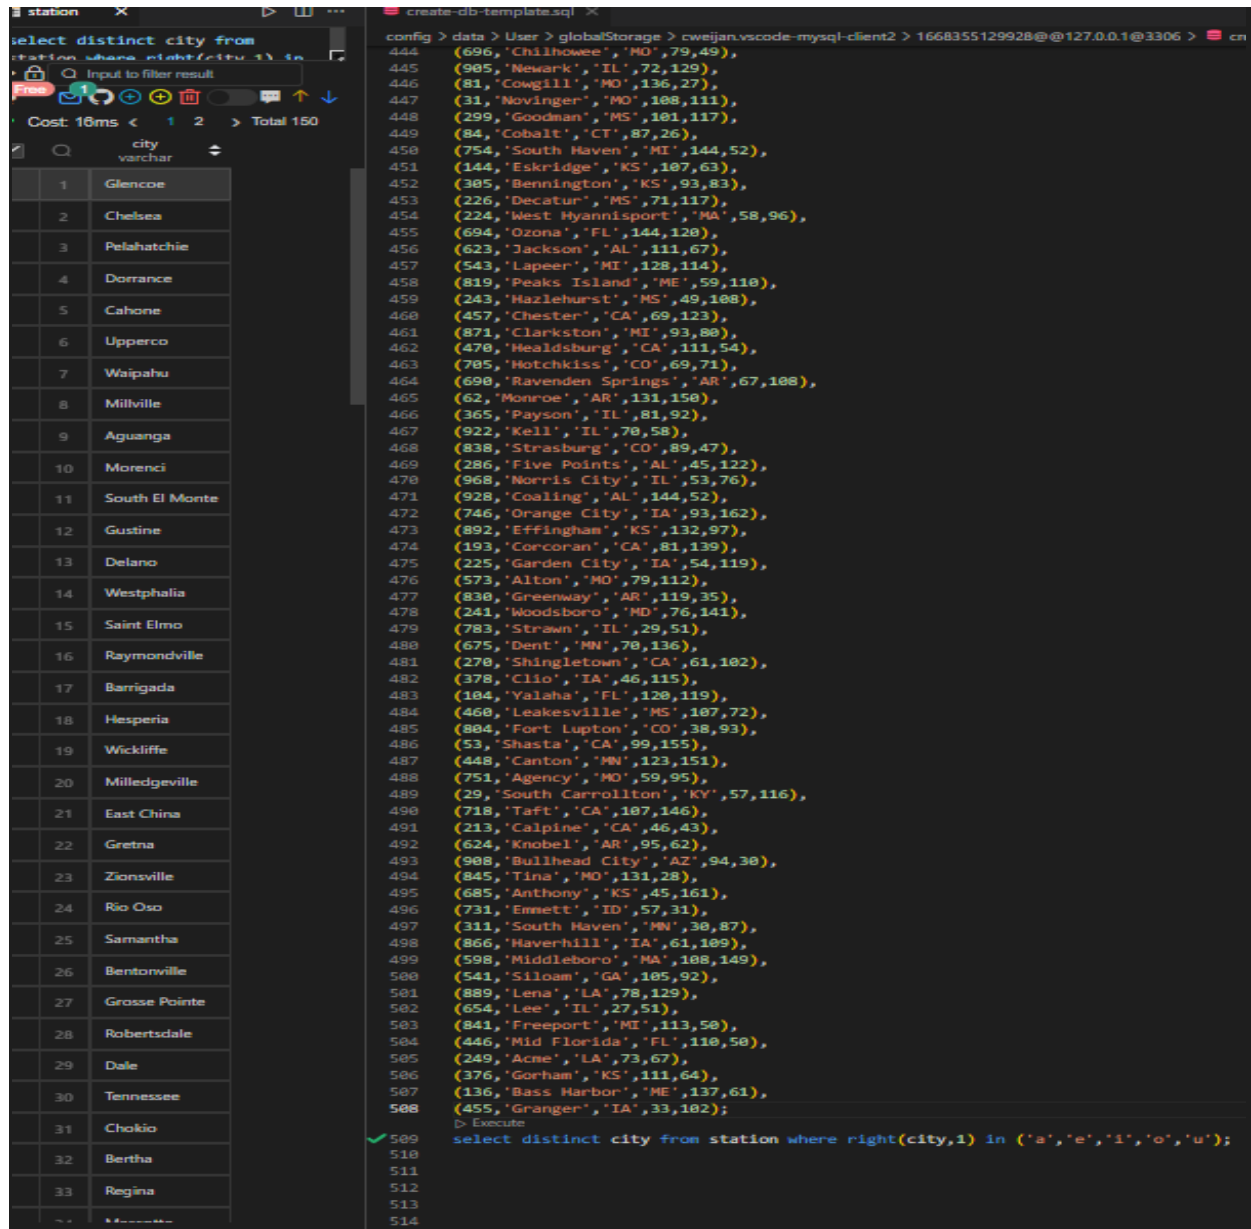 station ×
select distinct city from
station where right(city,1) in
Input to filter result
Free
1
Cost: 16ms < 1 2 > Total 150
city
varchar
1 Glencoe
2 Chelsea
3 Pelahatchie
4 Dorrance
5 Cahone
6 Upperco
7 Waipahu
8 Millville
9 Aguanga
10 Morenci
11 South El Monte
12 Gustine
13 Delano
14 Westphalia
15 Saint Elmo
16 Raymondville
17 Barrigada
18 Hesperia
19 Wickliffe
20 Milledgeville
21 East China
22 Gretna
23 Zionsville
24 Rio Oso
25 Samantha
26 Bentonville
27 Grosse Pointe
28 Robertsdale
29 Dale
30 Tennessee
31 Chokio
32 Bertha
33 Regina
create-db-template.sql ×
config > data > User > globalStorage > cweijan.vscode-mysql-client2 > 1668355129928@@127.0.0.1@3306 >
444 (696,'Chilhowee','MO',79,49),
445 (905,'Newark','IL',72,129),
446 (81,'Cowgill','MO',136,27),
447 (31,'Novinger','MO',108,111),
448 (299,'Goodman','MS',101,117),
449 (84,'Cobalt','CT',87,26),
450 (754,'South Haven','MI',144,52),
451 (144,'Eskridge','KS',107,63),
452 (305,'Bennington','KS',93,83),
453 (226,'Decatur','MS',71,117),
454 (224,'West Hyannisport','MA',58,96),
455 (694,'Ozona','FL',144,120),
456 (623,'Jackson','AL',111,67),
457 (543,'Lapeer','MI',128,114),
458 (819,'Peaks Island','ME',59,110),
459 (243,'Hazlehurst','MS',49,108),
460 (457,'Chester','CA',69,123),
461 (871,'Clarkston','MI',93,80),
462 (470,'Healdsburg','CA',111,54),
463 (705,'Hotchkiss','CO',69,71),
464 (690,'Ravenden Springs','AR',67,108),
465 (62,'Monroe','AR',131,150),
466 (365,'Payson','IL',81,92),
467 (922,'Kell','IL',70,58),
468 (838,'Strasburg','CO',89,47),
469 (286,'Five Points','AL',45,122),
470 (968,'Norris City','IL',53,76),
471 (928,'Coaling','AL',144,52),
472 (746,'Orange City','IA',93,162),
473 (892,'Effingham','KS',132,97),
474 (193,'Corcoran','CA',81,139),
475 (225,'Garden City','IA',54,119),
476 (573,'Alton','MO',79,112),
477 (830,'Greenway','AR',119,35),
478 (241,'Woodsboro','MD',76,141),
479 (783,'Strawn','IL',29,51),
480 (675,'Dent','MN',70,136),
481 (270,'Shingletown','CA',61,102),
482 (378,'Clio','IA',46,115),
483 (104,'Yalaha','FL',120,119),
484 (460,'Leakesville','MS',107,72),
485 (804,'Fort Lupton','CO',38,93),
486 (53,'Shasta','CA',99,155),
487 (448,'Canton','MN',123,151),
488 (751,'Agency','MO',59,95),
489 (29,'South Carrollton','KY',57,116),
490 (718,'Taft','CA',107,146),
491 (213,'Calpine','CA',46,43),
492 (624,'Knobel','AR',95,62),
493 (908,'Bullhead City','AZ',94,30),
494 (845,'Tina','MO',131,28),
495 (685,'Anthony','KS',45,161),
496 (731,'Emmett','ID',57,31),
497 (311,'South Haven','MN',30,87),
498 (866,'Haverhill','IA',61,109),
499 (598,'Middleboro','MA',108,149),
500 (541,'Siloam','GA',105,92),
501 (889,'Lena','LA',78,129),
502 (654,'Lee','IL',27,51),
503 (841,'Freeport','MI',113,50),
504 (446,'Mid Florida','FL',110,50),
505 (249,'Acme','LA',73,67),
506 (376,'Gorham','KS',111,64),
507 (136,'Bass Harbor','ME',137,61),
508 (455,'Granger','IA',33,102);
Execute
509 select distinct city from station where right(city,1) in ('a','e','i','o','u');
510
511
512
513
514